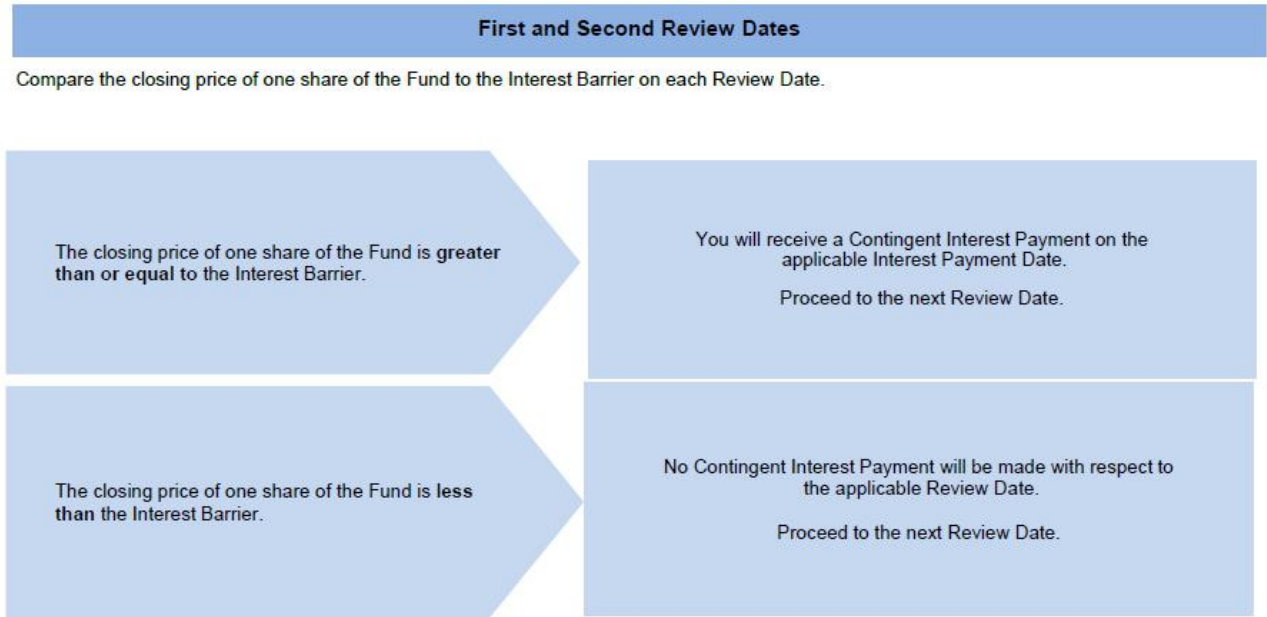 First and Second Review Dates
Compare the closing price of one share of the Fund to the Interest Barrier on each Review Date.
The closing price of one share of the Fund is greater
than or equal to the Interest Barrier.
You will receive a Contingent Interest Payment on the
applicable Interest Payment Date.
Proceed to the next Review Date.
The closing price of one share of the Fund is less
than the Interest Barrier.
No Contingent Interest Payment will be made with respect to
the applicable Review Date.
Proceed to the next Review Date.